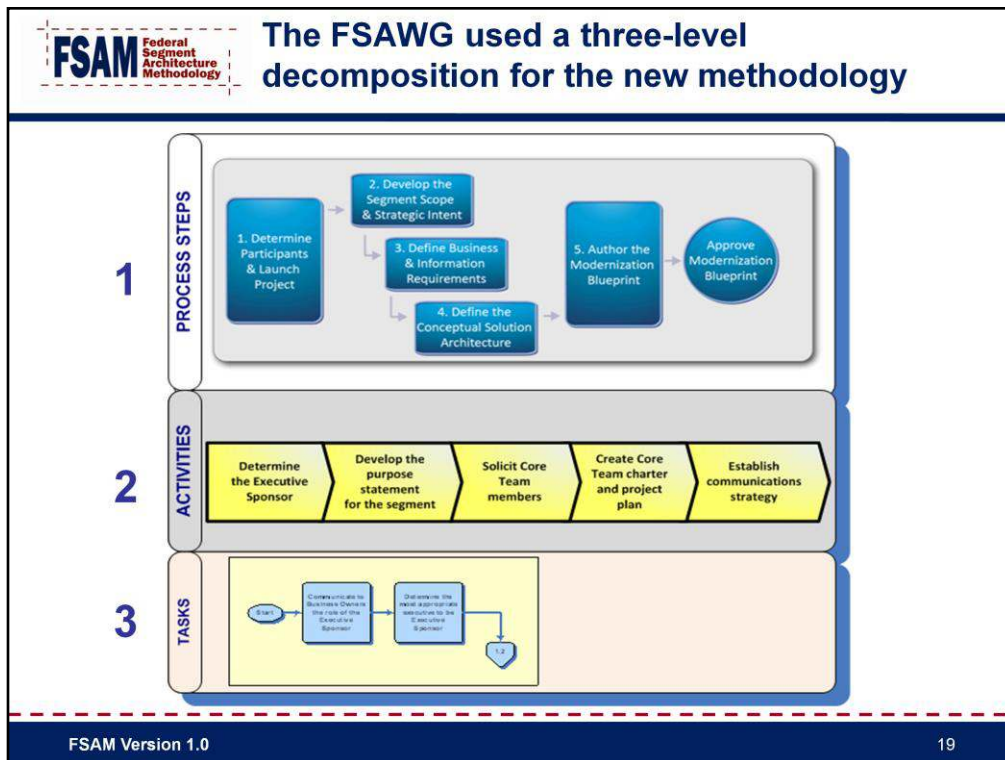 FSAM Federal
Segment
Architecture
Methodology
The FSAWG used a three-level
decomposition for the new methodology
1
PROCESS STEPS
1. Determine
Participants
& Launch
Project
2. Develop the
Segment Scope
& Strategic Intent
3. Define Business
& Information
Requirements
4. Define the
Conceptual Solution
Architecture
5. Author the
Modernization
Blueprint
Approve
Modernization
Blueprint
2
ACTIVITIES
Determine
the Executive
Sponsor
Develop the
purpose
statement
for the segment
Solicit Core
Team
members
Create Core
Team charter
and project
plan
Establish
communications
strategy
3
TASKS
Start
Communicate to
Business Owners
the role of the
Executive
Sponsor
Determine the
most appropriate
executive to be
Executive
Sponsor
1.2
FSAM Version 1.0
19